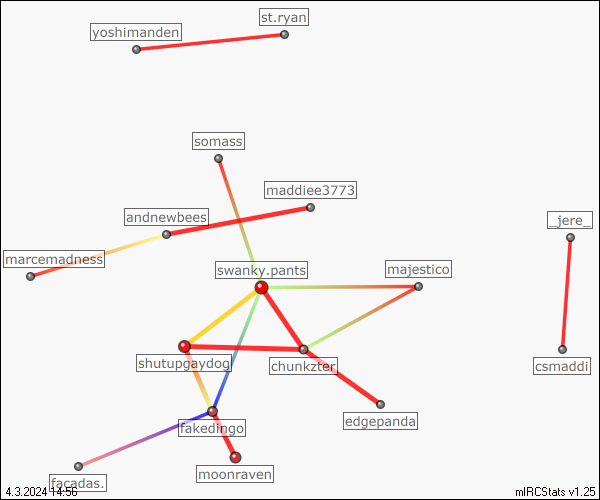 st.ryan
yoshimanden
somass
maddiee3773
andnewbees
_jere_
marcemadness
swanky.pants
majestico
shutupgaydog
chunkzter
csmaddi
edgepanda
fakedingo
moonraven
facadas.
4.3.2024 14:56
mIRCStats v1.25